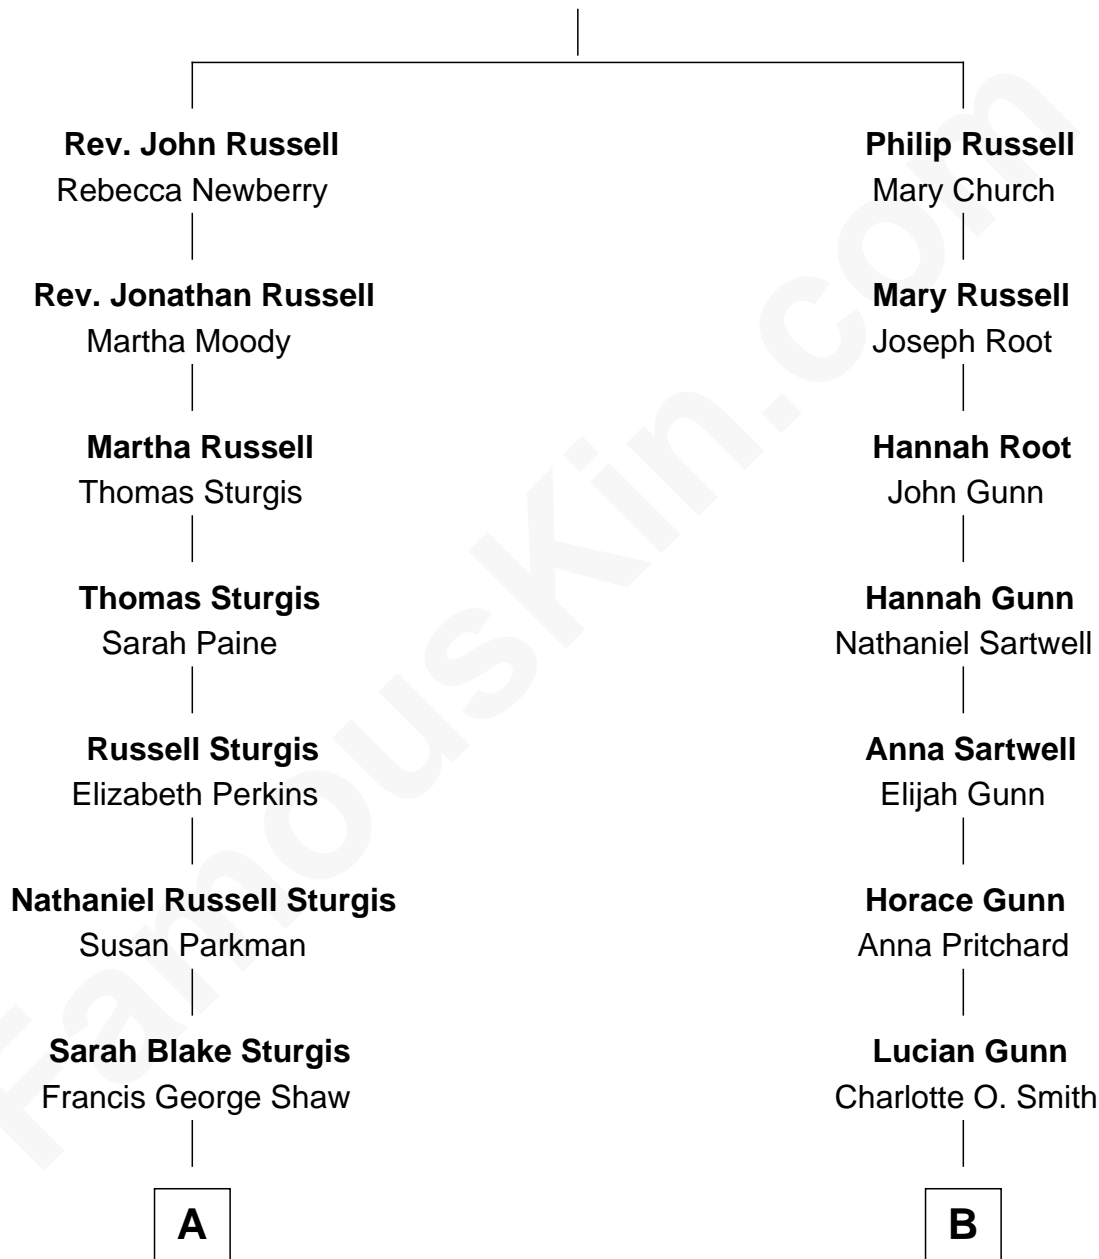 Rev. John Russell
Rebecca Newberry
Rev. Jonathan Russell
Martha Moody
Martha Russell
Thomas Sturgis
Thomas Sturgis
Sarah Paine
Russell Sturgis
Elizabeth Perkins
Nathaniel Russell Sturgis
Susan Parkman
Sarah Blake Sturgis
Francis George Shaw
A
Philip Russell
Mary Church
Mary Russell
Joseph Root
Hannah Root
John Gunn
Hannah Gunn
Nathaniel Sartwell
Anna Sartwell
Elijah Gunn
Horace Gunn
Anna Pritchard
Lucian Gunn
Charlotte O. Smith
B
FamousKin.com